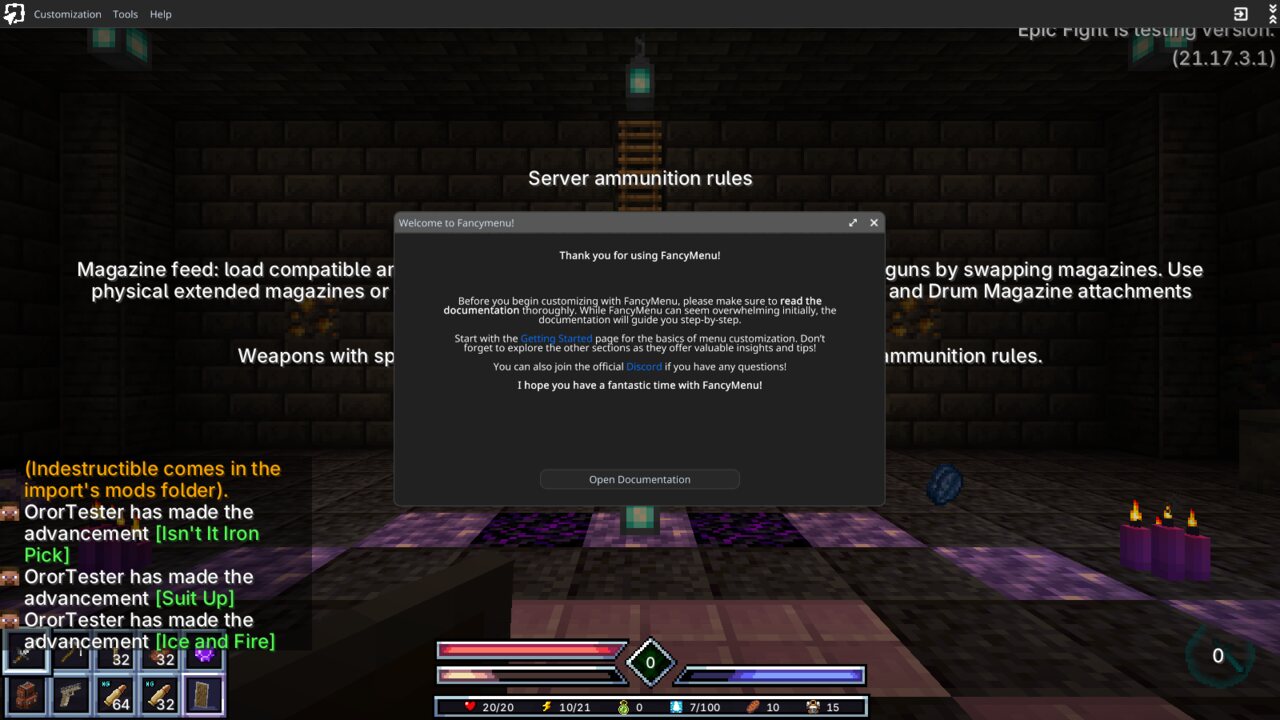 Customization Tools Help
Epic Fight is testing version.
(21.17.3.1)
Server ammunition rules
Welcome to Fancymenu!
Thank you for using FancyMenu!
Magazine feed: load compatible
guns by swapping magazines. Use
physical extended magazines or
and Drum Magazine attachments
Before you begin customizing with FancyMenu, please make sure to read the
documentation thoroughly. While FancyMenu can seem overwhelming initially, the
documentation will guide you step-by-step.
Start with the Getting Started page for the basics of menu customization. Don't
forget to explore the other sections as they offer valuable insights and tips!
Weapons with
ammunition rules.
You can also join the official Discord if you have any questions!
I hope you have a fantastic time with FancyMenu!
Open Documentation
(Indestructible comes in the
import's mods folder).
OrorTester has made the
advancement [Isn't It Iron
Pick]
OrorTester has made the
advancement [Suit Up]
OrorTester has made the
advancement [Ice and Fire]
32 32
64 32
0
20/20 10/21 0 7/100 10 15
0